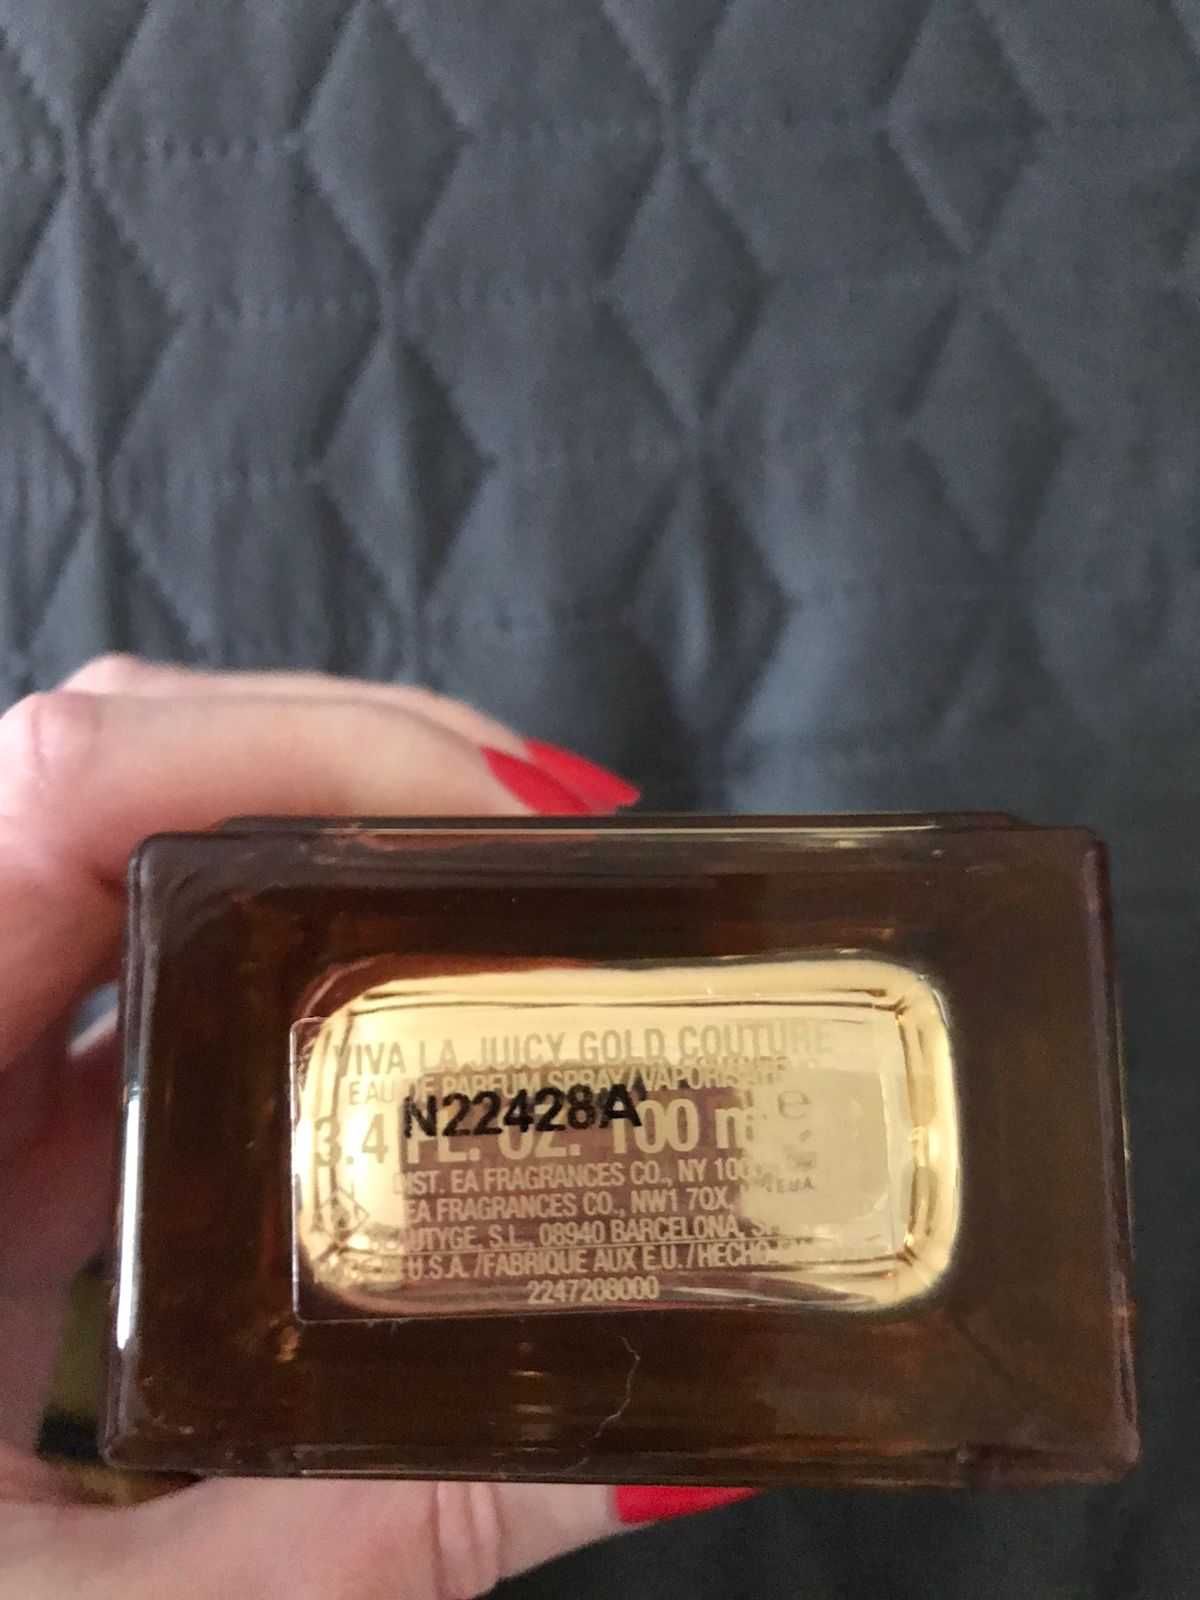 VIVA LA JUICY GOLD COUTURE
EAU DE PARFUM SPRAY/VAPORISATEUR
N22428A
3.4 FL. OZ. 100 ml e
DIST. EA FRAGRANCES CO., NY
EA FRAGRANCES CO., NW1 7QX,
BEAUTYGE, S.L., 08940 BARCELONA,
U.S.A./FABRIQUE AUX E.U./HECHO
2247208000